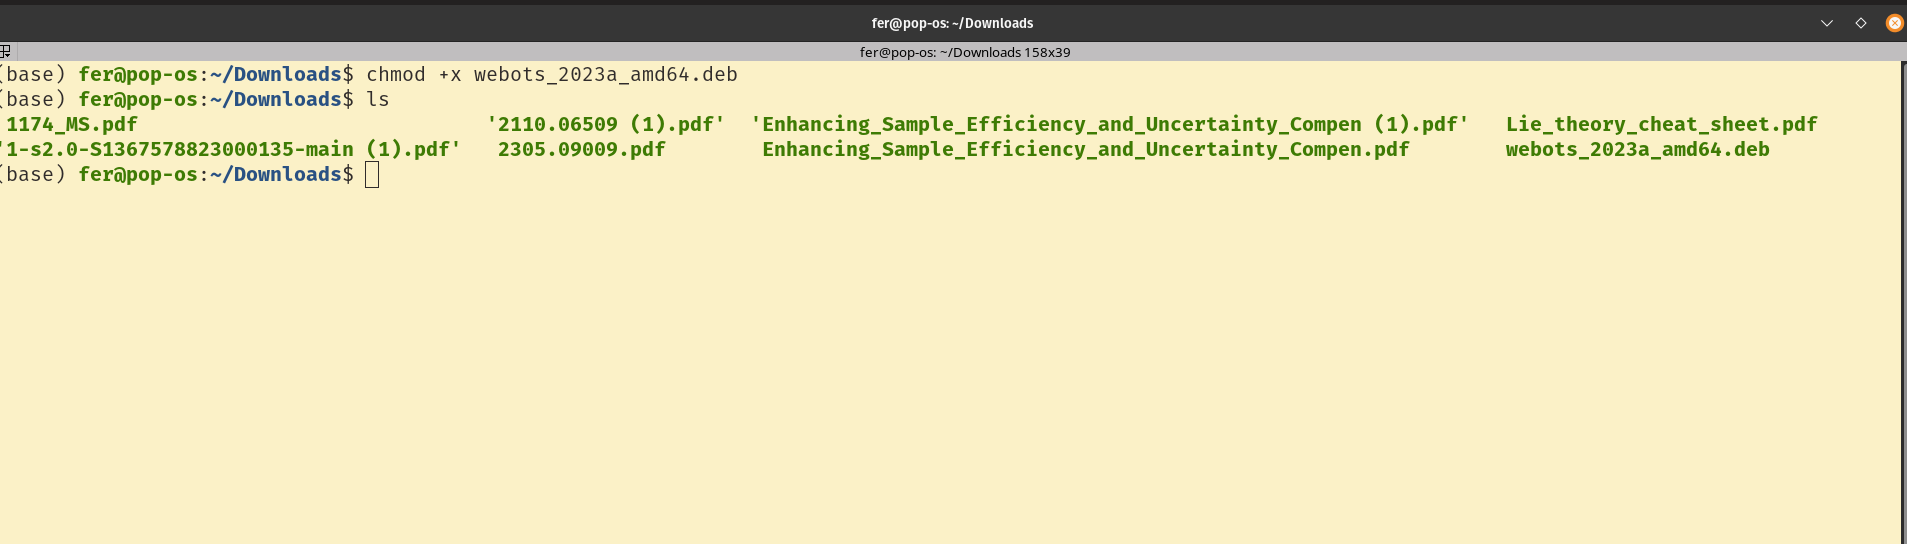 fer@pop-os: ~/Downloads
fer@pop-os: ~/Downloads 158x39
(base) fer@pop-os:~/Downloads$ chmod +x webots_2023a_amd64.deb
(base) fer@pop-os:~/Downloads$ ls
1174_MS.pdf '2110.06509 (1).pdf' 'Enhancing_Sample_Efficiency_and_Uncertainty_Compen (1).pdf' Lie_theory_cheat_sheet.pdf
'1-s2.0-S1367578823000135-main (1).pdf' 2305.09009.pdf Enhancing_Sample_Efficiency_and_Uncertainty_Compen.pdf webots_2023a_amd64.deb
(base) fer@pop-os:~/Downloads$